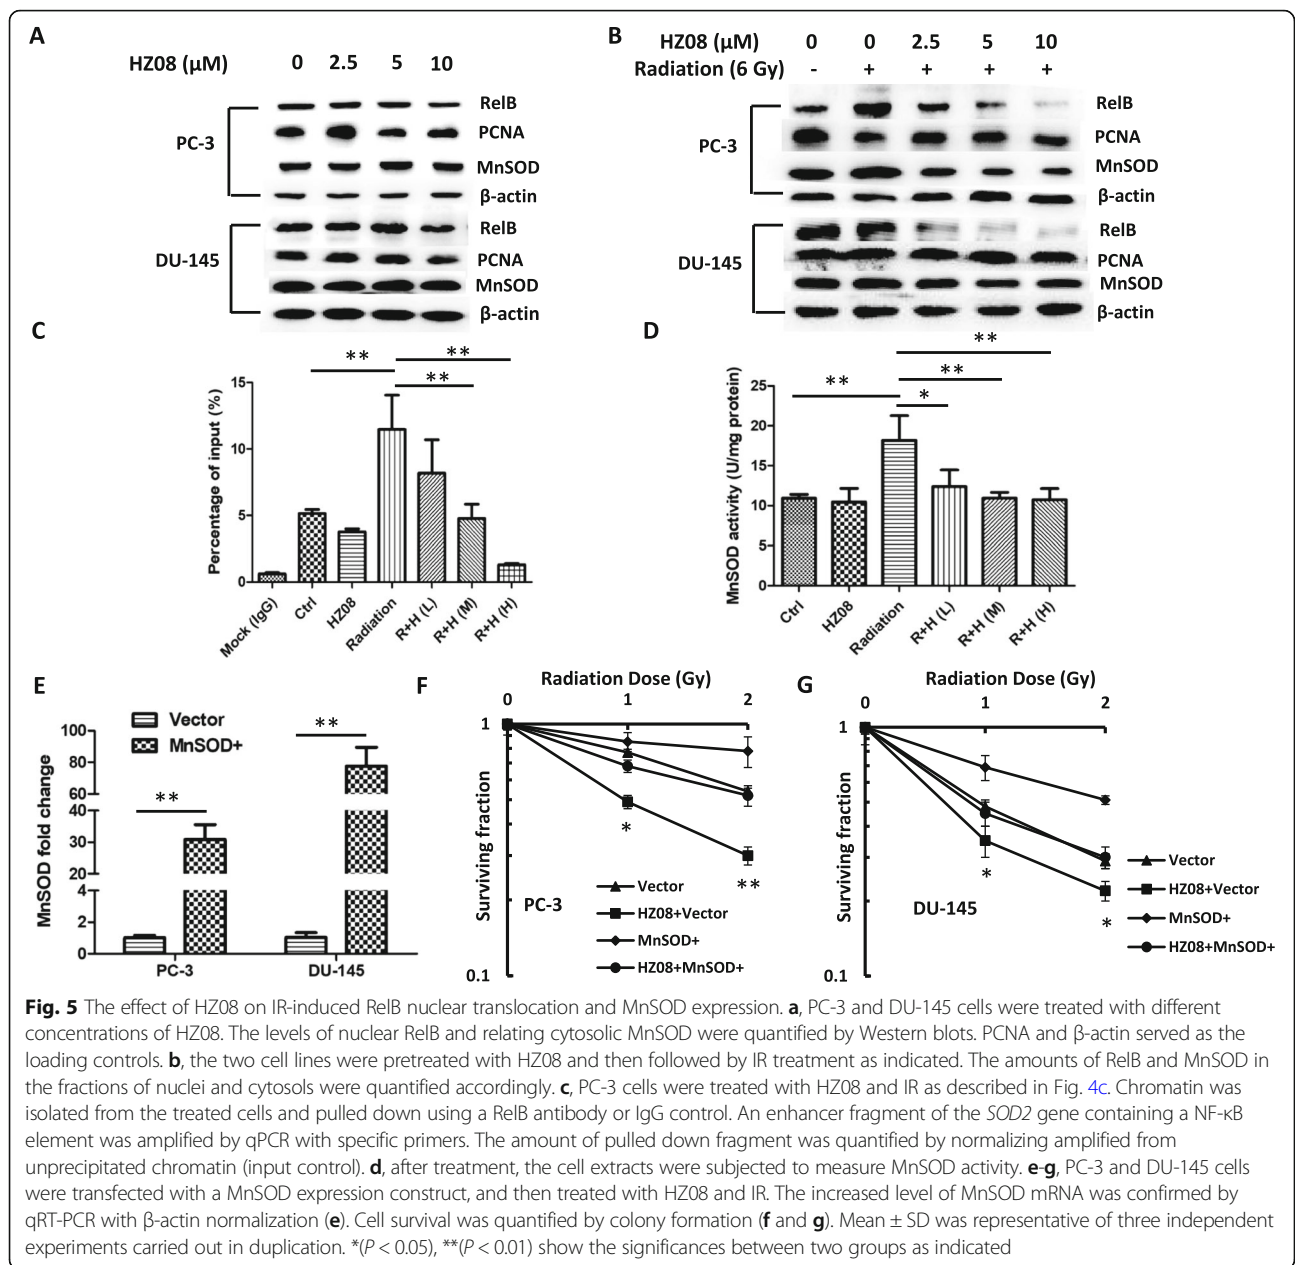 A
HZ08 (μM) 0 2.5 5 10
PC-3
RelB
PCNA
MnSOD
β-actin
DU-145
RelB
PCNA
MnSOD
β-actin
B
HZ08 (μM) 0 0 2.5 5 10
Radiation (6 Gy) - + + + +
PC-3
RelB
PCNA
MnSOD
β-actin
DU-145
RelB
PCNA
MnSOD
β-actin
C
Percentage of input (%)
15
10
5
0
** ** **
Mock (IgG) Ctrl HZ08 Radiation R+H (L) R+H (M) R+H (H)
D
MnSOD activity (U/mg protein)
25
20
15
10
5
0
** ** ** *
Ctrl HZ08 Radiation R+H (L) R+H (M) R+H (H)
E
Vector
MnSOD+
MnSOD fold change
100
80
60
40
30
20
4
2
0
** **
PC-3 DU-145
F
Radiation Dose (Gy)
0 1 2
1
0.1
Surviving fraction
*
**
PC-3
Vector
HZ08+Vector
MnSOD+
HZ08+MnSOD+
G
Radiation Dose (Gy)
0 1 2
1
0.1
Surviving fraction
*
*
DU-145
Vector
HZ08+Vector
MnSOD+
HZ08+MnSOD+
Fig. 5 The effect of HZ08 on IR-induced RelB nuclear translocation and MnSOD expression. a, PC-3 and DU-145 cells were treated with different
concentrations of HZ08. The levels of nuclear RelB and relating cytosolic MnSOD were quantified by Western blots. PCNA and β-actin served as the
loading controls. b, the two cell lines were pretreated with HZ08 and then followed by IR treatment as indicated. The amounts of RelB and MnSOD in
the fractions of nuclei and cytosols were quantified accordingly. c, PC-3 cells were treated with HZ08 and IR as described in Fig. 4c. Chromatin was
isolated from the treated cells and pulled down using a RelB antibody or IgG control. An enhancer fragment of the SOD2 gene containing a NF-κB
element was amplified by qPCR with specific primers. The amount of pulled down fragment was quantified by normalizing amplified from
unprecipitated chromatin (input control). d, after treatment, the cell extracts were subjected to measure MnSOD activity. e-g, PC-3 and DU-145 cells
were transfected with a MnSOD expression construct, and then treated with HZ08 and IR. The increased level of MnSOD mRNA was confirmed by
qRT-PCR with β-actin normalization (e). Cell survival was quantified by colony formation (f and g). Mean ± SD was representative of three independent
experiments carried out in duplication. *(P < 0.05), **(P < 0.01) show the significances between two groups as indicated